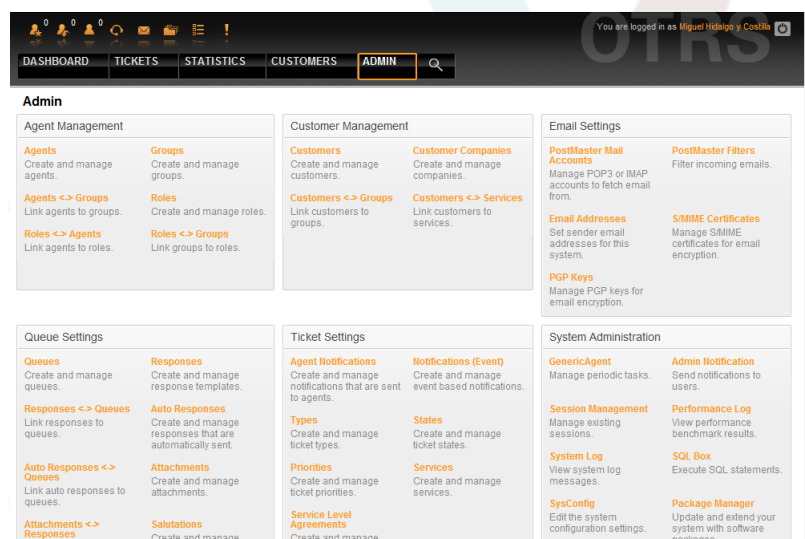 0 0 0
You are logged in as Miguel Hidalgo y Costilla
OTRS
DASHBOARD TICKETS STATISTICS CUSTOMERS ADMIN
Admin
Agent Management
Agents
Create and manage
agents.
Groups
Create and manage
groups.
Agents <-> Groups
Link agents to groups.
Roles
Create and manage roles.
Roles <-> Agents
Link agents to roles.
Roles <-> Groups
Link groups to roles.
Customer Management
Customers
Create and manage
customers.
Customer Companies
Create and manage
companies.
Customers <-> Groups
Link customers to
groups.
Customers <-> Services
Link customers to
services.
Email Settings
PostMaster Mail
Accounts
Manage POP3 or IMAP
accounts to fetch email
from.
PostMaster Filters
Filter incoming emails.
Email Addresses
Set sender email
addresses for this
system.
S/MIME Certificates
Manage S/MIME
certificates for email
encryption.
PGP Keys
Manage PGP keys for
email encryption.
Queue Settings
Queues
Create and manage
queues.
Responses
Create and manage
response templates.
Responses <-> Queues
Link responses to
queues.
Auto Responses
Create and manage
responses that are
automatically sent.
Auto Responses <->
Queues
Link auto responses to
queues.
Attachments
Create and manage
attachments.
Attachments <->
Responses
Salutations
Create and manage
Ticket Settings
Agent Notifications
Create and manage
notifications that are sent
to agents.
Notifications (Event)
Create and manage
event based notifications.
Types
Create and manage
ticket types.
States
Create and manage
ticket states.
Priorities
Create and manage
ticket priorities.
Services
Create and manage
services.
Service Level
Agreements
Create and manage
System Administration
GenericAgent
Manage periodic tasks.
Admin Notification
Send notifications to
users.
Session Management
Manage existing
sessions.
Performance Log
View performance
benchmark results.
System Log
View system log
messages.
SQL Box
Execute SQL statements.
SysConfig
Edit the system
configuration settings.
Package Manager
Update and extend your
system with software
packages.